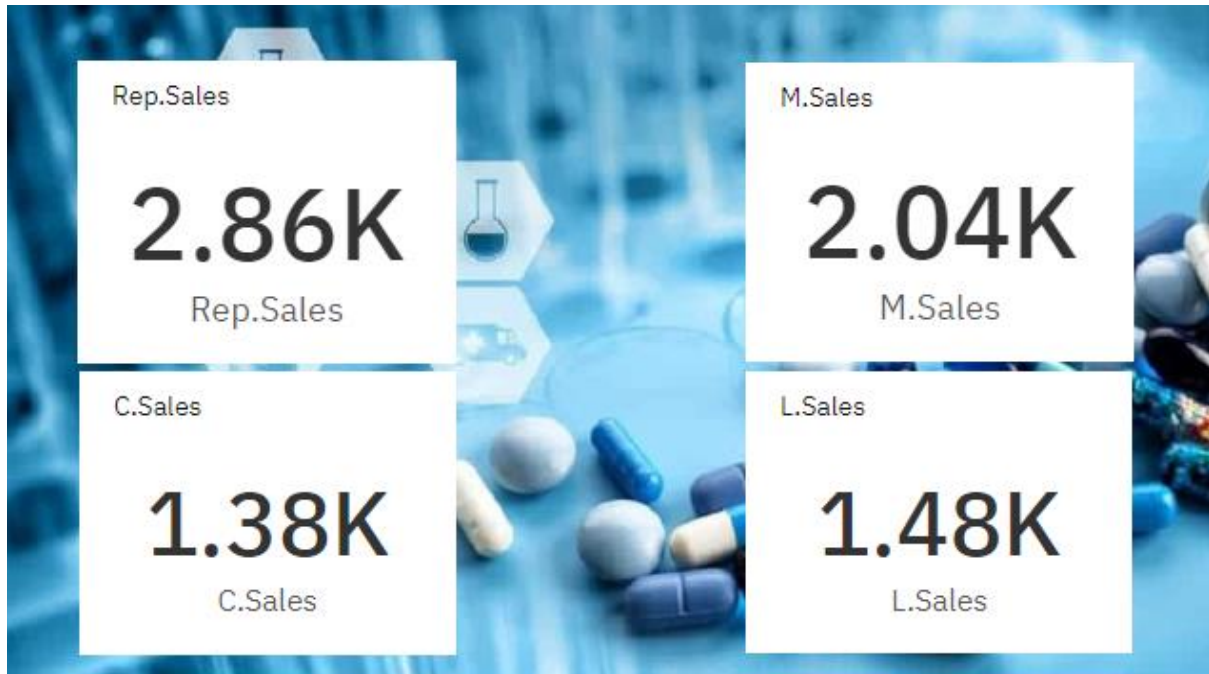 Rep.Sales
2.86K
Rep.Sales
M.Sales
2.04K
M.Sales
C.Sales
1.38K
C.Sales
L.Sales
1.48K
L.Sales